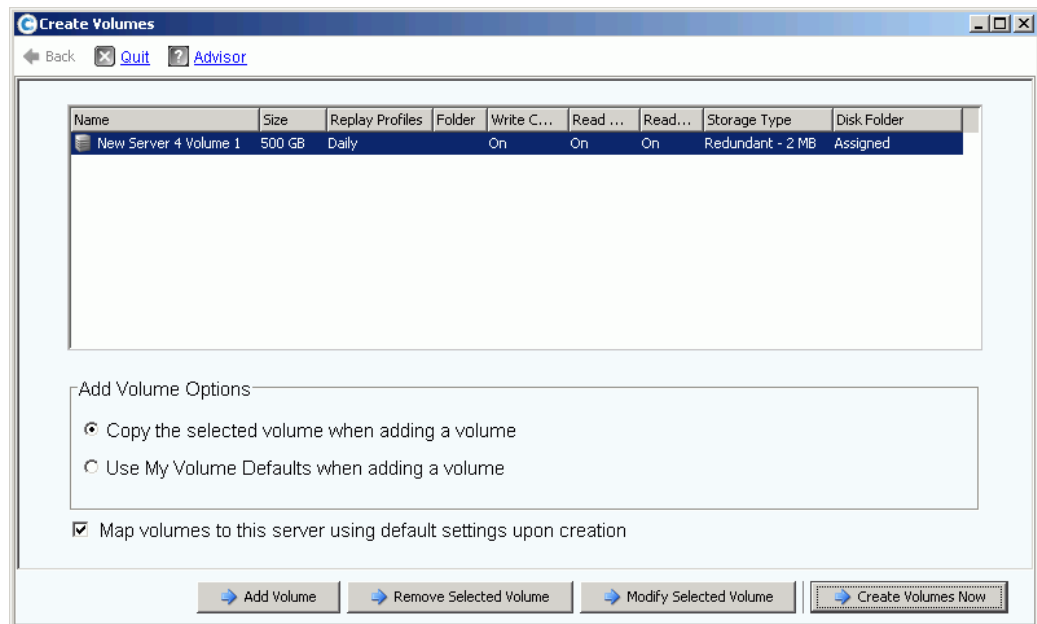 Create Volumes
Back Quit Advisor
Name Size Replay Profiles Folder Write C... Read ... Read... Storage Type Disk Folder
New Server 4 Volume 1 500 GB Daily On On On Redundant - 2 MB Assigned
Add Volume Options
Copy the selected volume when adding a volume
Use My Volume Defaults when adding a volume
Map volumes to this server using default settings upon creation
Add Volume Remove Selected Volume Modify Selected Volume Create Volumes Now